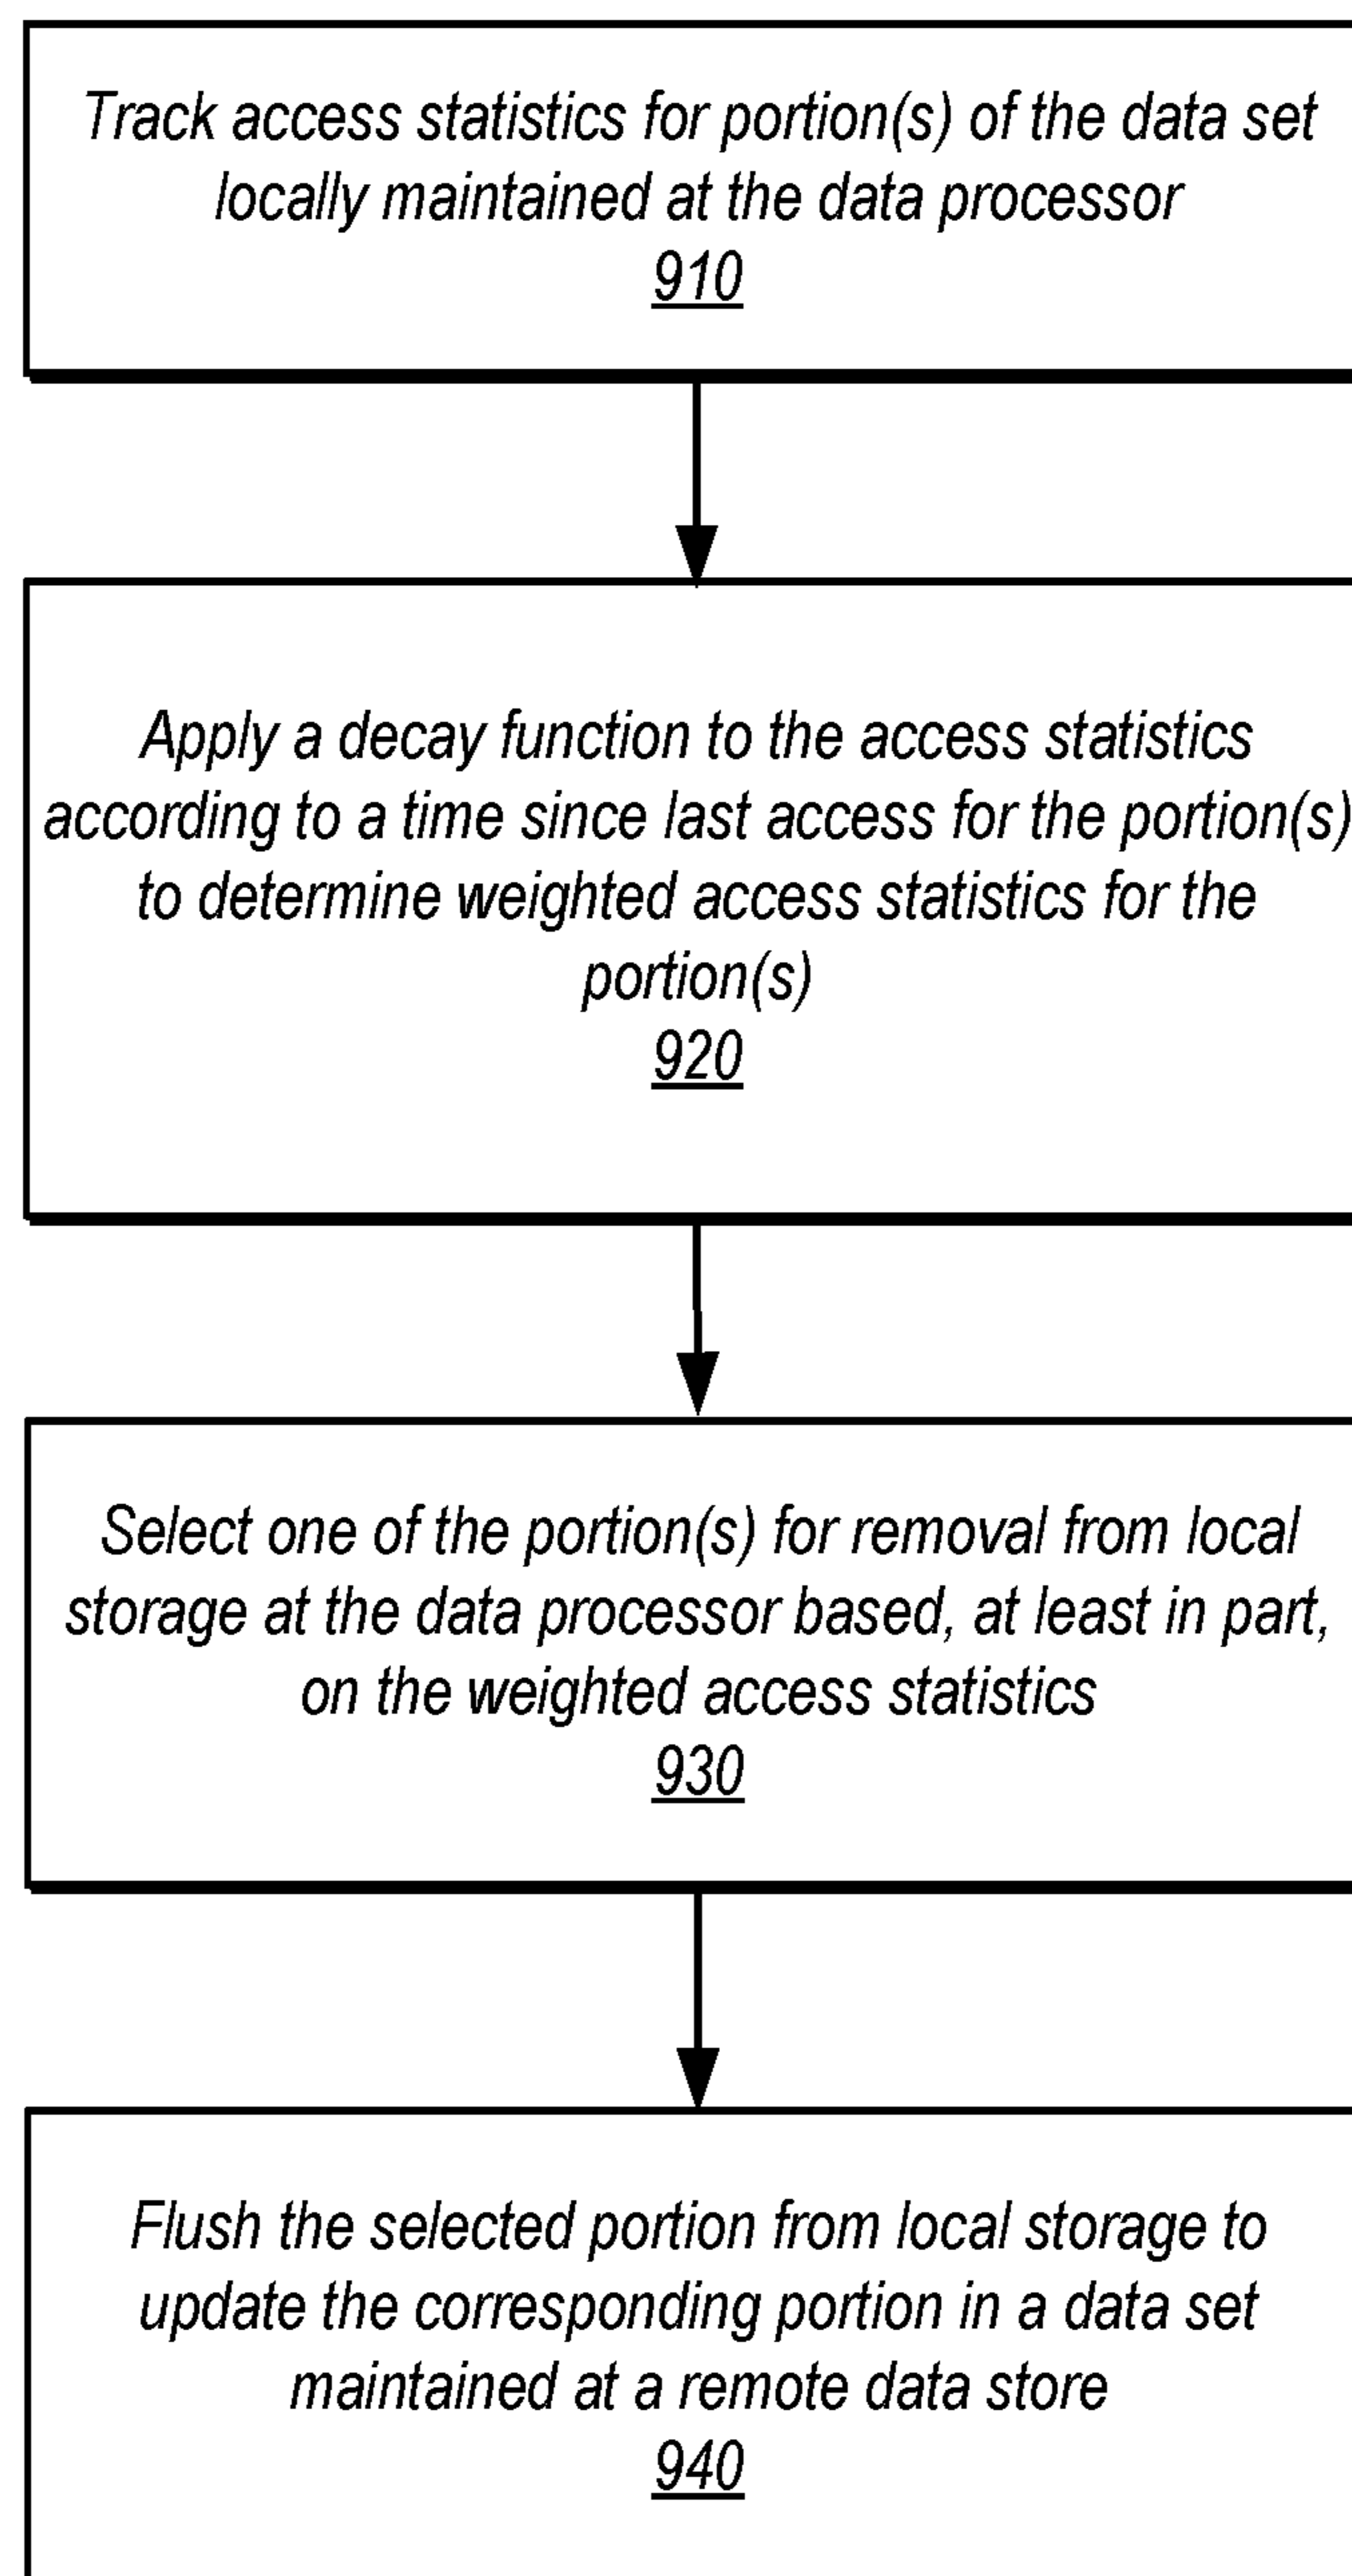 Track access statistics for portion(s) of the data set
locally maintained at the data processor
910
Apply a decay function to the access statistics
according to a time since last access for the portion(s)
to determine weighted access statistics for the
portion(s)
920
Select one of the portion(s) for removal from local
storage at the data processor based, at least in part,
on the weighted access statistics
930
Flush the selected portion from local storage to
update the corresponding portion in a data set
maintained at a remote data store
940